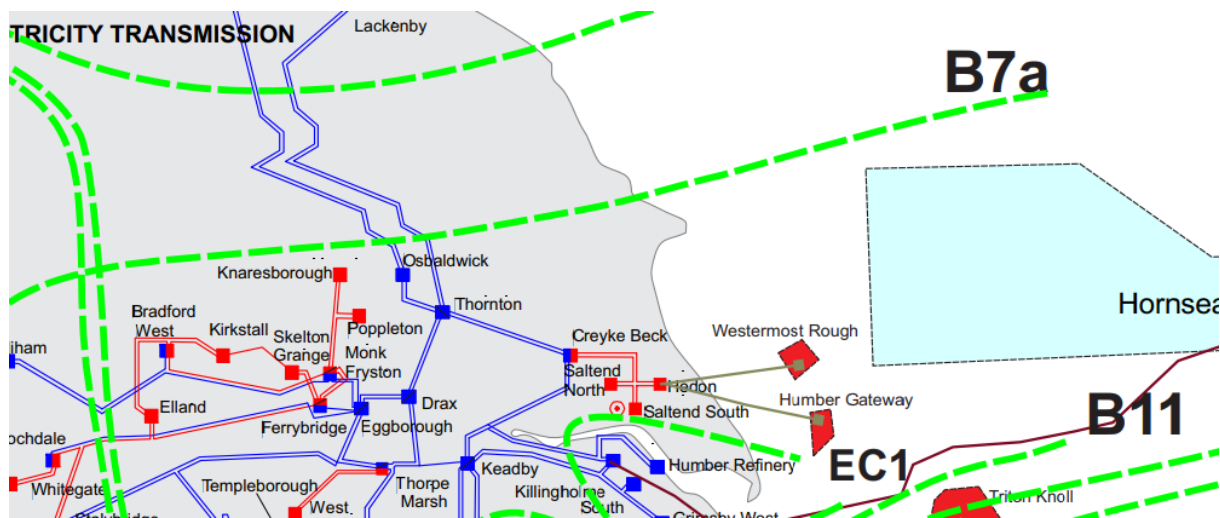 TRICITY TRANSMISSION
Lackenby
B7a
Osbaldwick
Knaresborough
Thornton
Hornsea
Bradford
West
Kirkstall
Skelton
Grange
Poppleton
Monk
Fryston
Creyke Beck
Westermost Rough
Saltend
North
Hedon
Humber Gateway
Elland
Drax
Saltend South
Ferrybridge
Eggborough
B11
Keadby
Humber Refinery
EC1
Whitegate
Templeborough
Thorpe
Marsh
Killingholme
South
Triton Knoll
West
Grimsby West